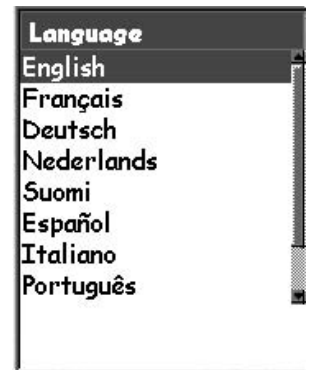 Language
English
Français
Deutsch
Nederlands
Suomi
Español
Italiano
Português